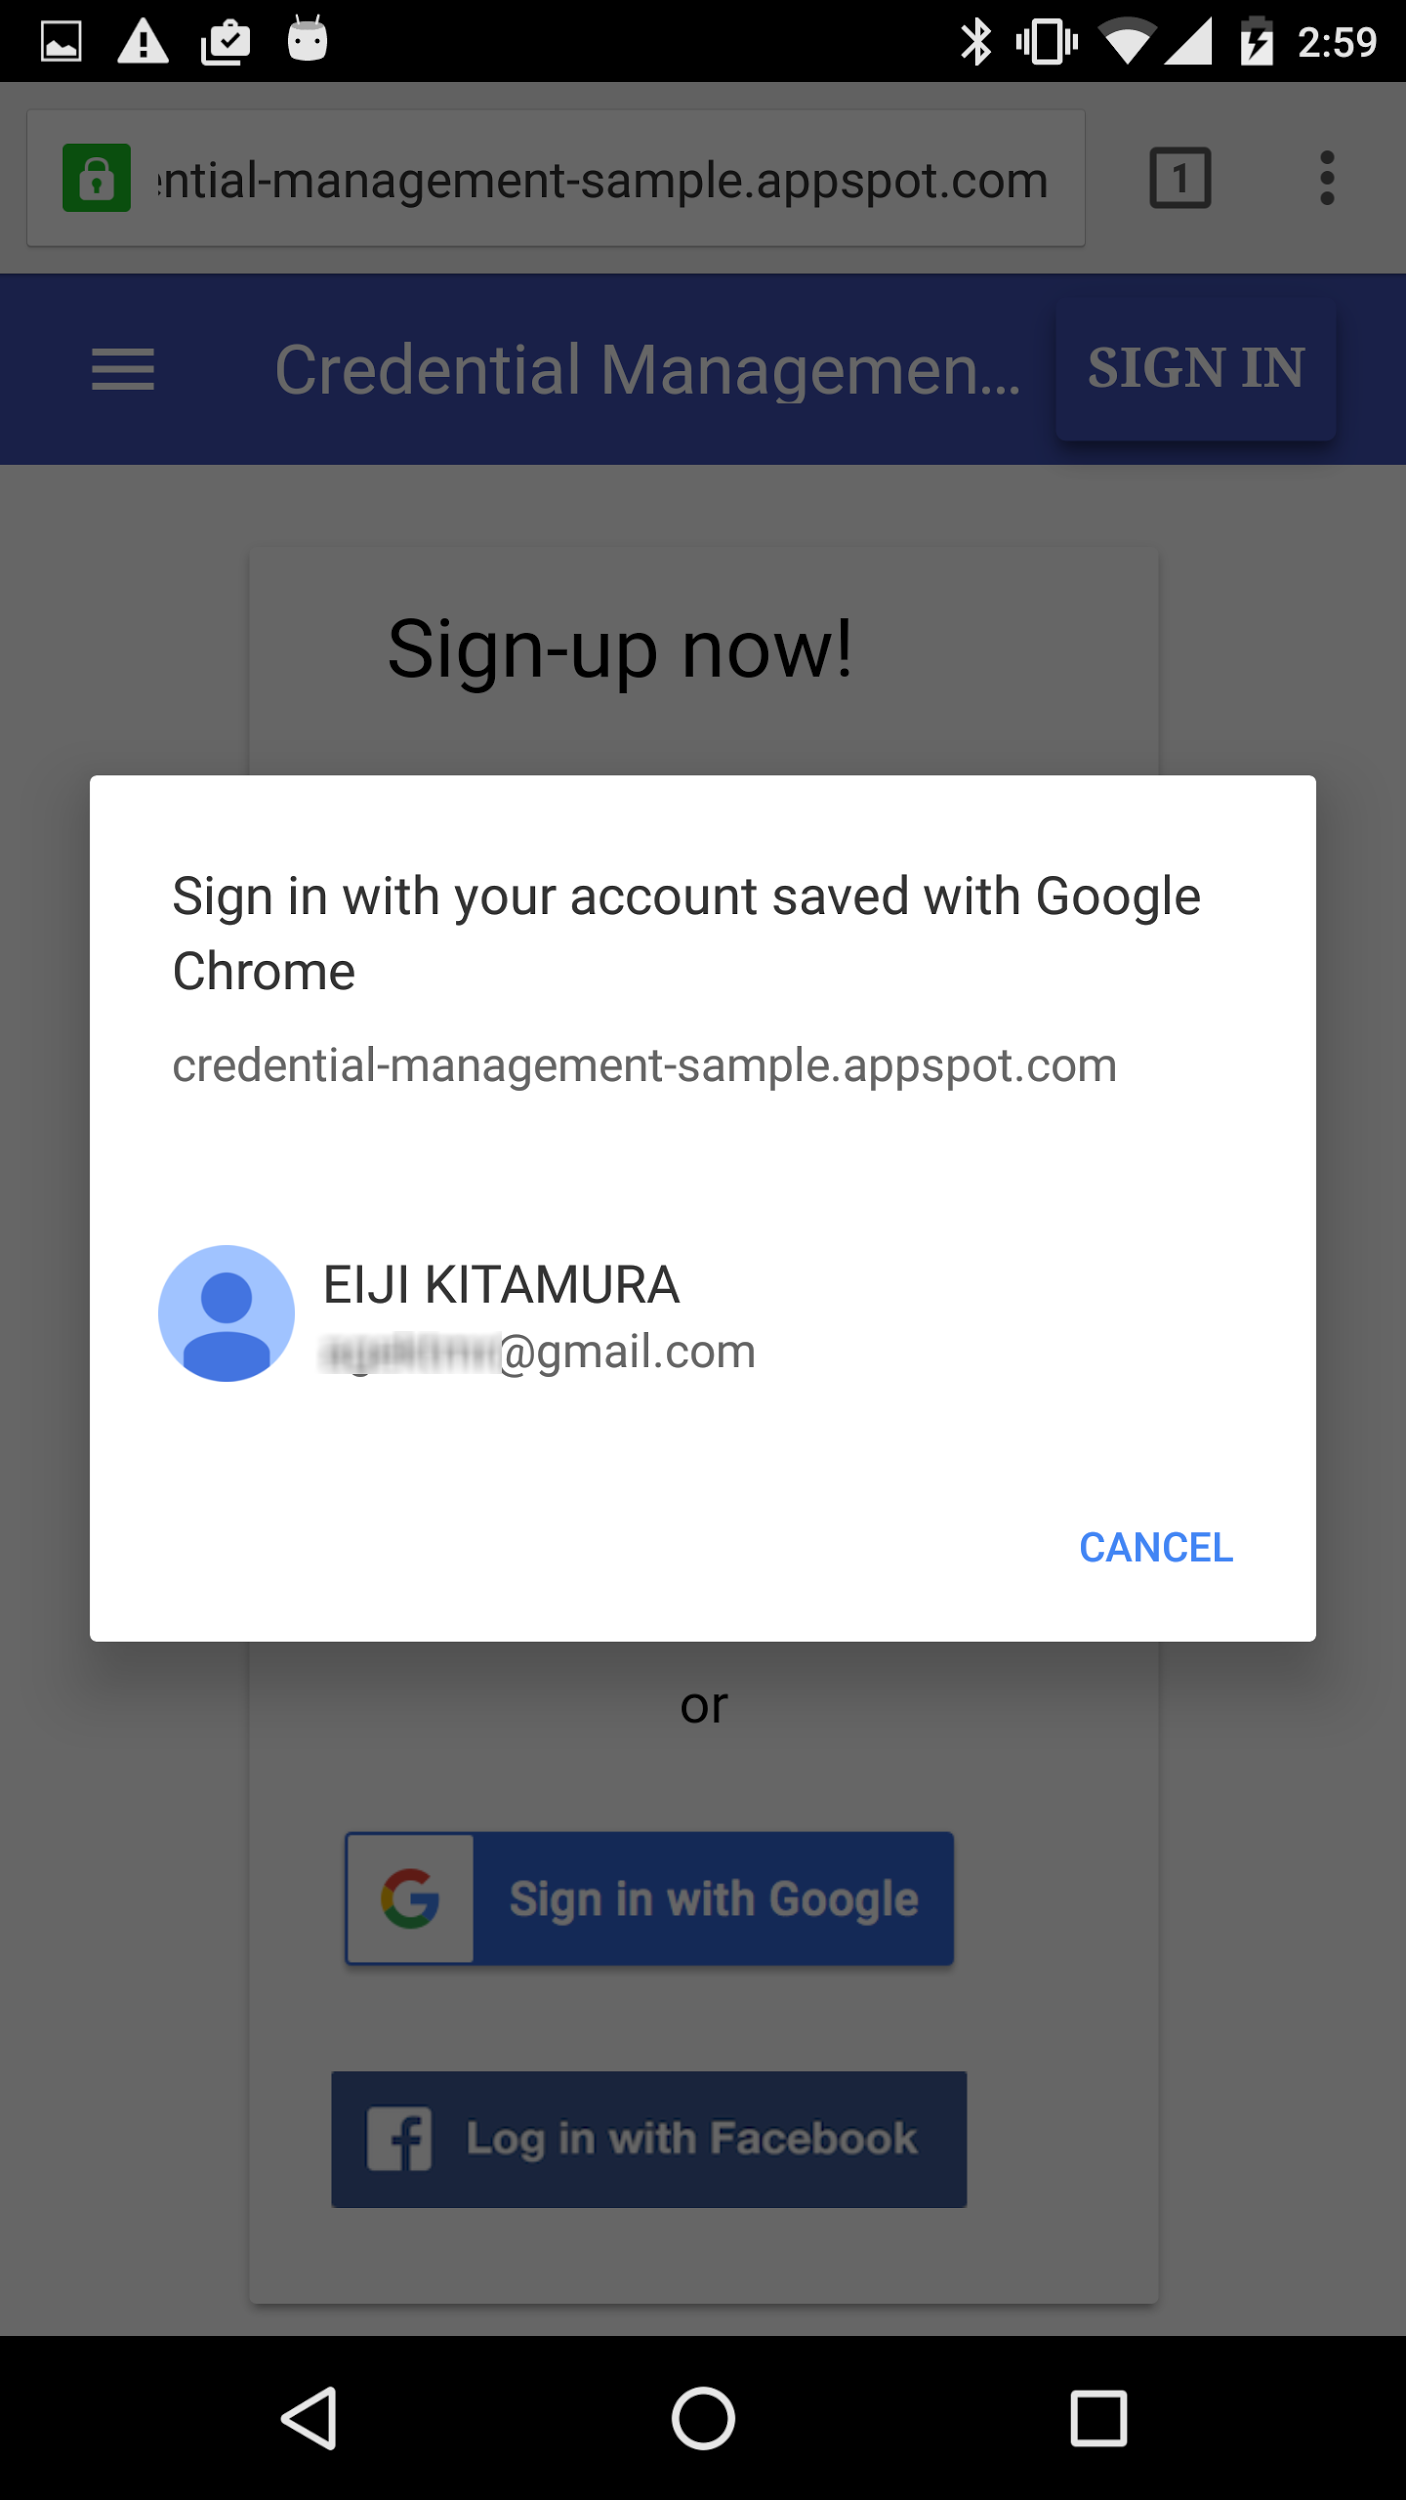 2:59
ential-management-sample.appspot.com
1
Credential Managemen...
SIGN IN
Sign-up now!
Sign in with your account saved with Google
Chrome
credential-management-sample.appspot.com
EIJI KITAMURA
@gmail.com
CANCEL
or
Sign in with Google
Log in with Facebook